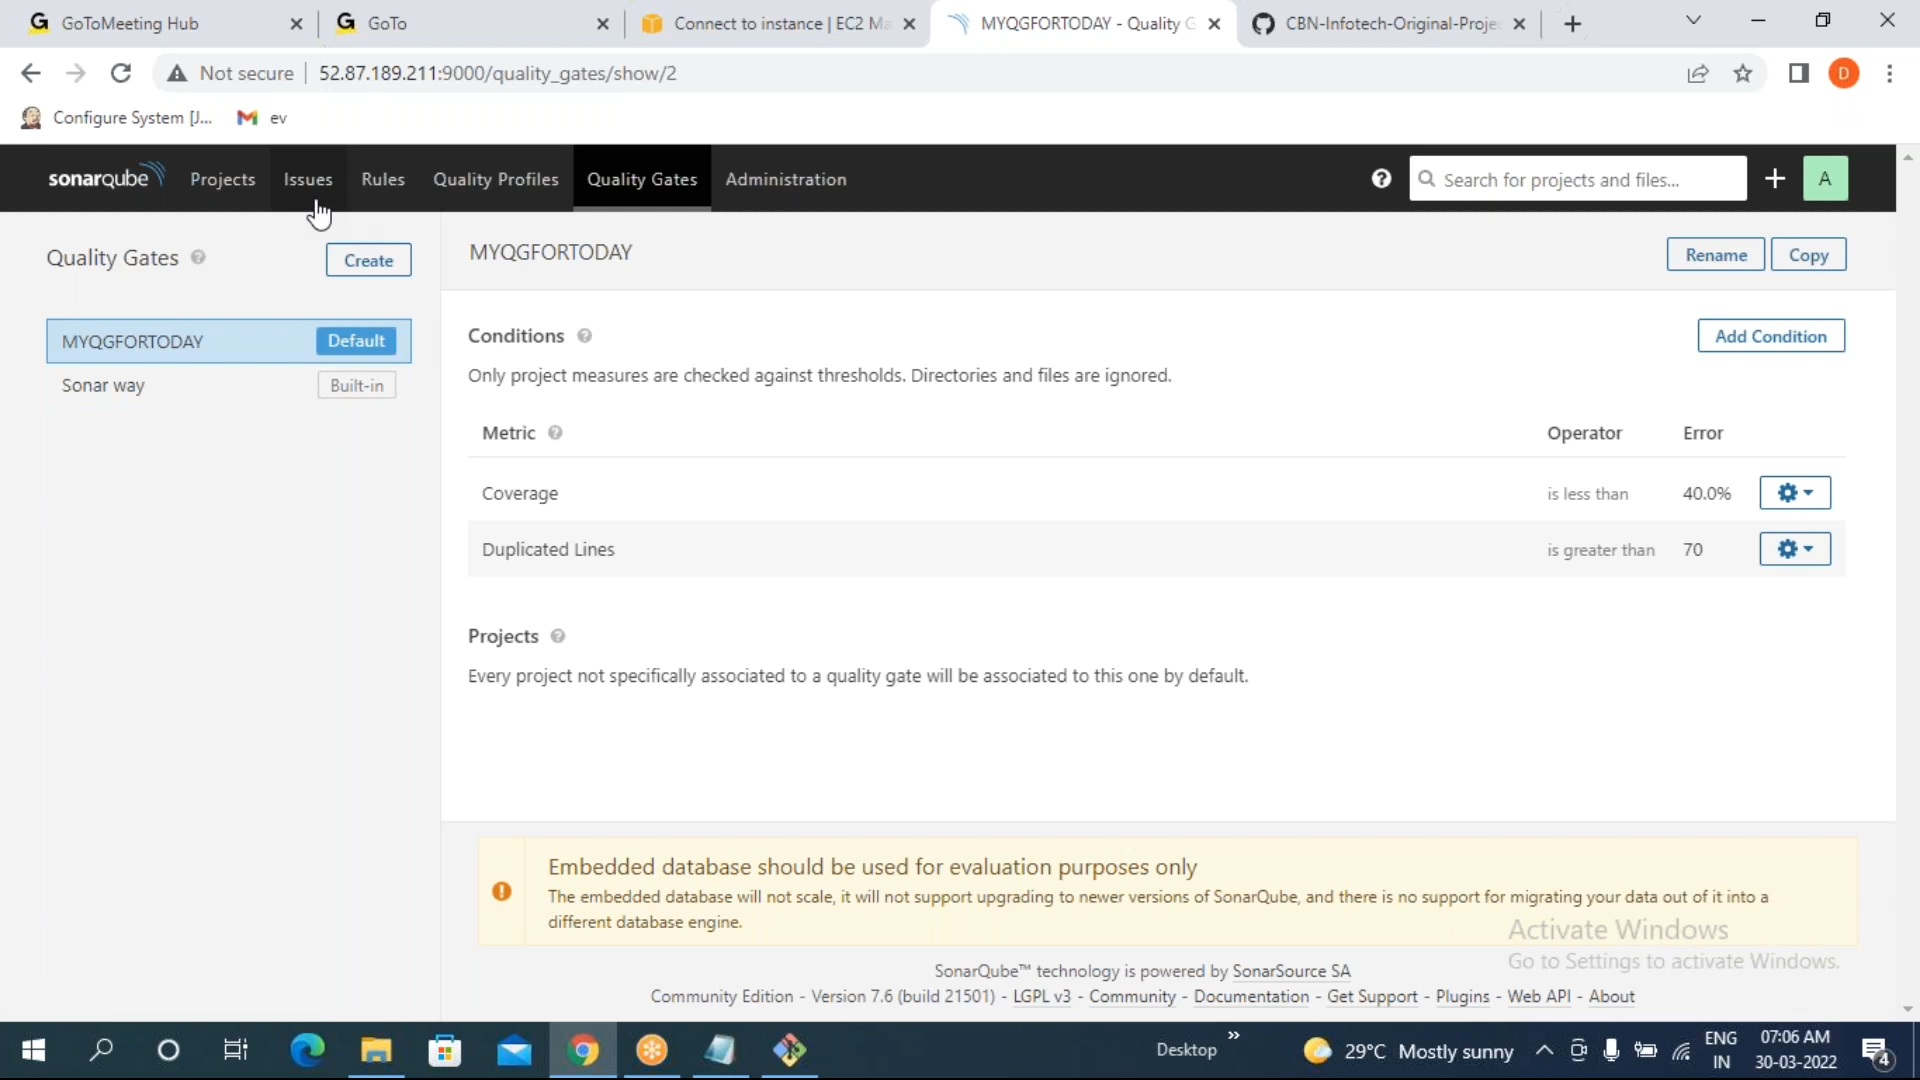 GoToMeeting Hub
GoTo
Connect to instance | EC2 Ma
MYQGFORTODAY - Quality G
CBN-Infotech-Original-Projec
Not secure
52.87.189.211:9000/quality_gates/show/2
D
Configure System [J...
ev
sonarqube
Projects
Issues
Rules
Quality Profiles
Quality Gates
Administration
Search for projects and files...
A
Quality Gates
Create
MYQGFORTODAY
Rename
Copy
MYQGFORTODAY
Default
Sonar way
Built-in
Conditions
Add Condition
Only project measures are checked against thresholds. Directories and files are ignored.
Metric
Operator
Error
Coverage
is less than
40.0%
Duplicated Lines
is greater than
70
Projects
Every project not specifically associated to a quality gate will be associated to this one by default.
Embedded database should be used for evaluation purposes only
The embedded database will not scale, it will not support upgrading to newer versions of SonarQube, and there is no support for migrating your data out of it into a
different database engine.
Activate Windows
Go to Settings to activate Windows.
SonarQube™ technology is powered by SonarSource SA
Community Edition - Version 7.6 (build 21501) - LGPL v3 - Community - Documentation - Get Support - Plugins - Web API - About
Desktop
29°C Mostly sunny
ENG
IN
07:06 AM
30-03-2022
4